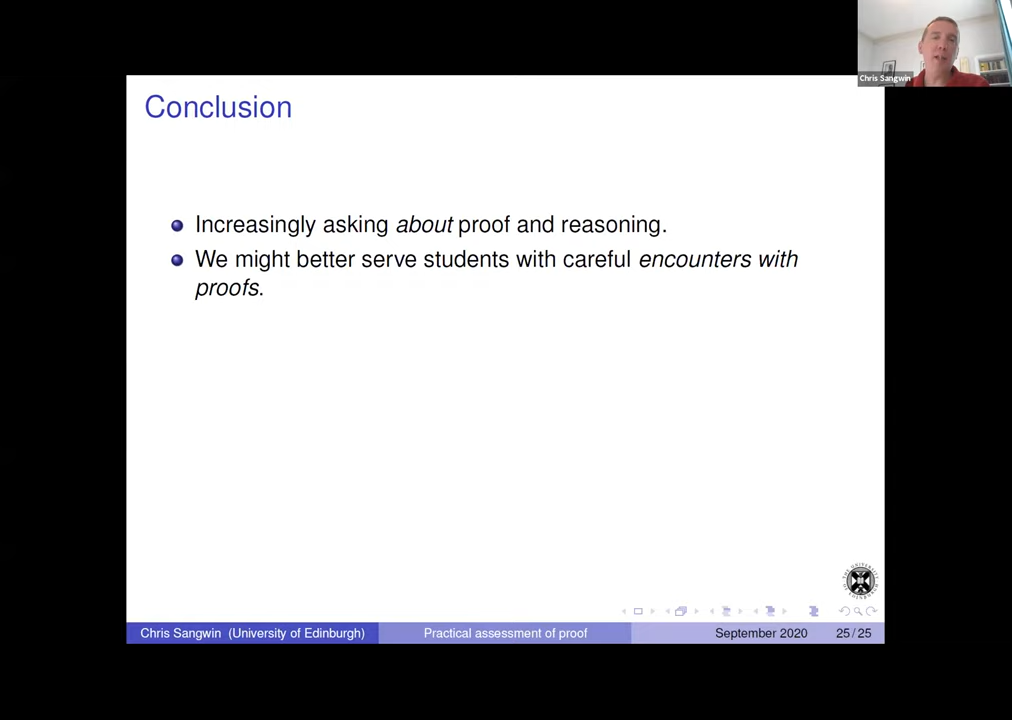 Chris Sangwin
Conclusion
Increasingly asking about proof and reasoning.
We might better serve students with careful encounters with
proofs.
Chris Sangwin (University of Edinburgh)
Practical assessment of proof
September 2020
25/25